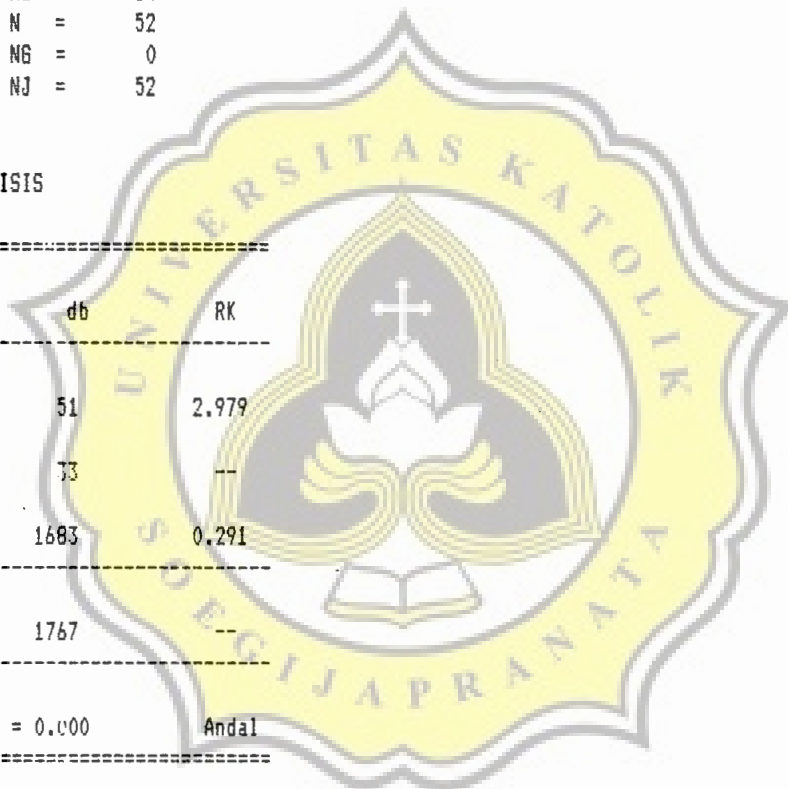 N = 52
NG = 0
NJ = 52
ISIS
db RK
51 2.979
33 --
1683 0.291
1767 --
= 0.000 Andal
UNIVERSITAS KATOLIK
SOEGIJAPRANATA